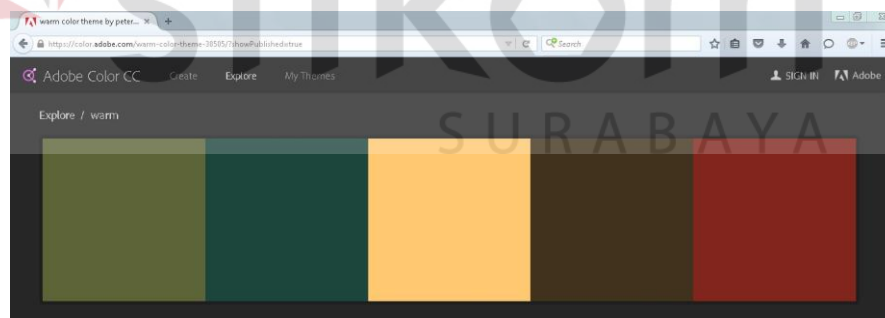 warm color theme by peter...
https://color.adobe.com/warm-color-theme-38505/?showPublished=true
Search
Adobe Color CC Create Explore My Themes SIGN IN Adobe
Explore / warm
SURABAYA